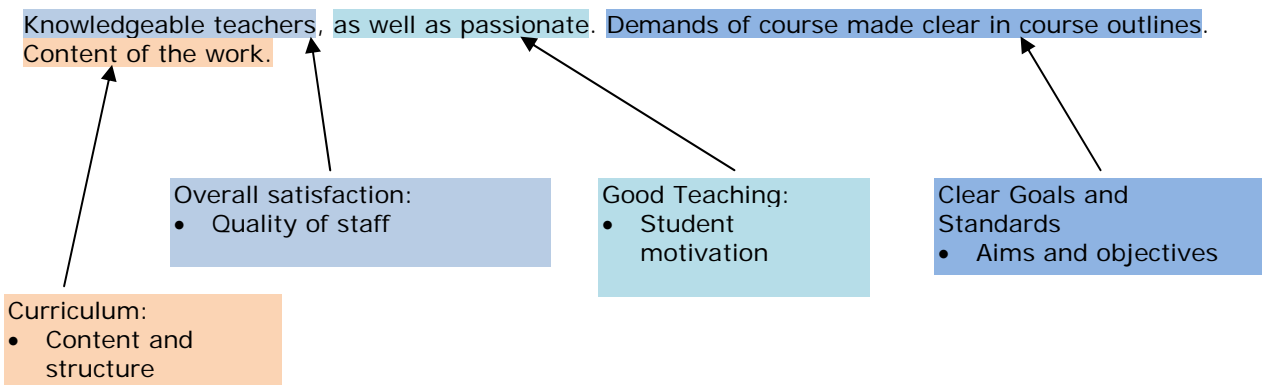 Knowledgeable teachers, as well as passionate. Demands of course made clear in course outlines.
Content of the work.
Overall satisfaction:
• Quality of staff
Good Teaching:
• Student
motivation
Clear Goals and
Standards
• Aims and objectives
Curriculum:
• Content and
structure